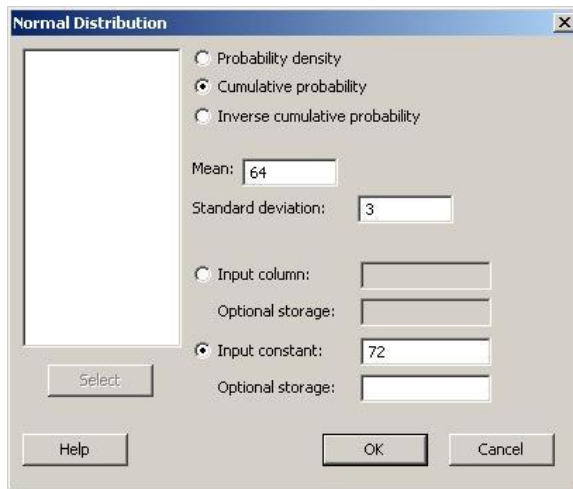 Normal Distribution
Probability density
Cumulative probability
Inverse cumulative probability
Mean: 64
Standard deviation: 3
Input column:
Optional storage:
Input constant: 72
Optional storage:
Select
Help OK Cancel